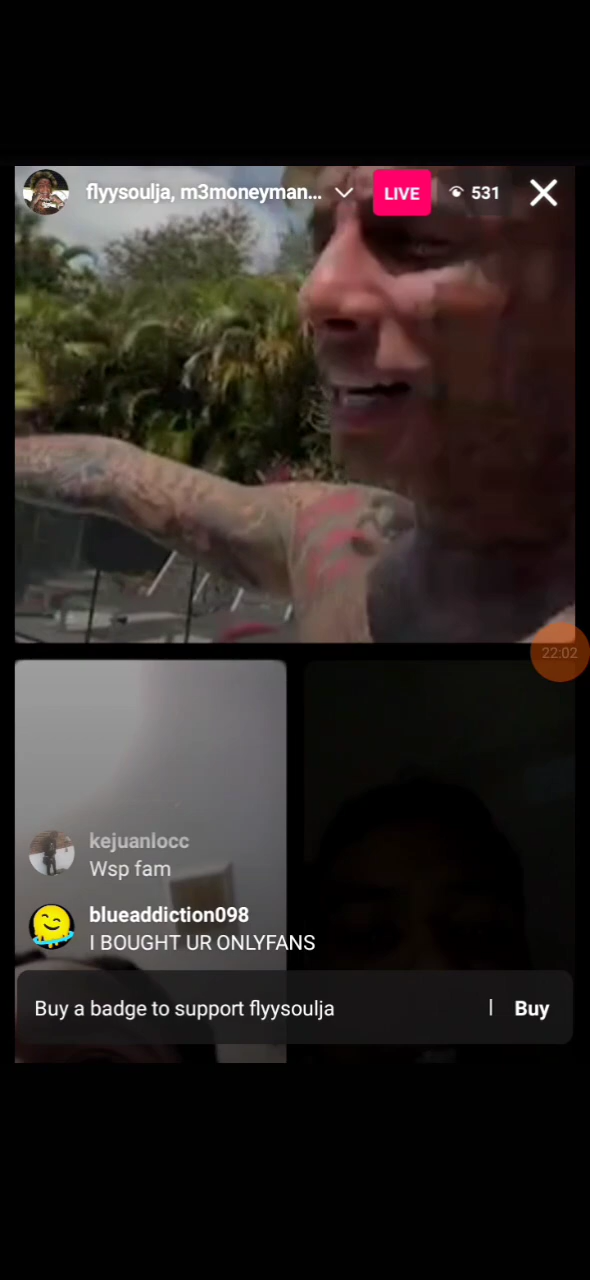 flyysoulja, m3moneyman...
LIVE
531
22:02
kejuanlocc
Wsp fam
blueaddiction098
I BOUGHT UR ONLYFANS
Buy a badge to support flyysoulja
Buy